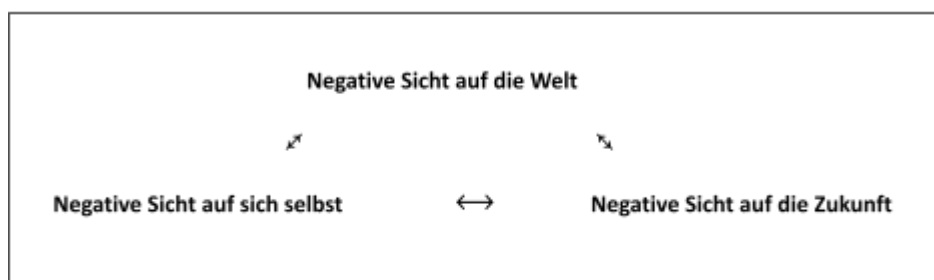 Negative Sicht auf die Welt
Negative Sicht auf sich selbst
Negative Sicht auf die Zukunft